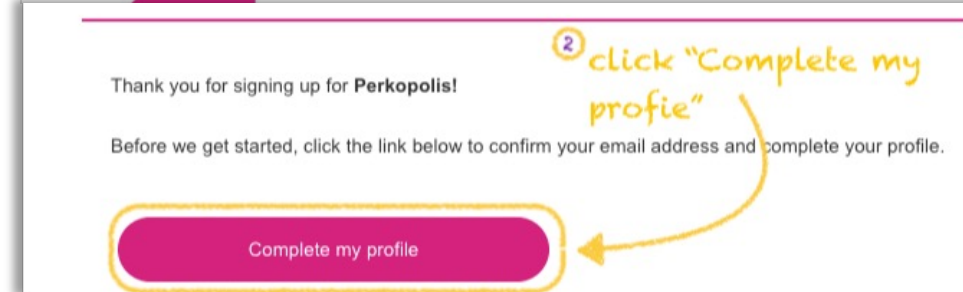 2 click "Complete my
profie"
Thank you for signing up for Perkopolis!
Before we get started, click the link below to confirm your email address and complete your profile.
Complete my profile